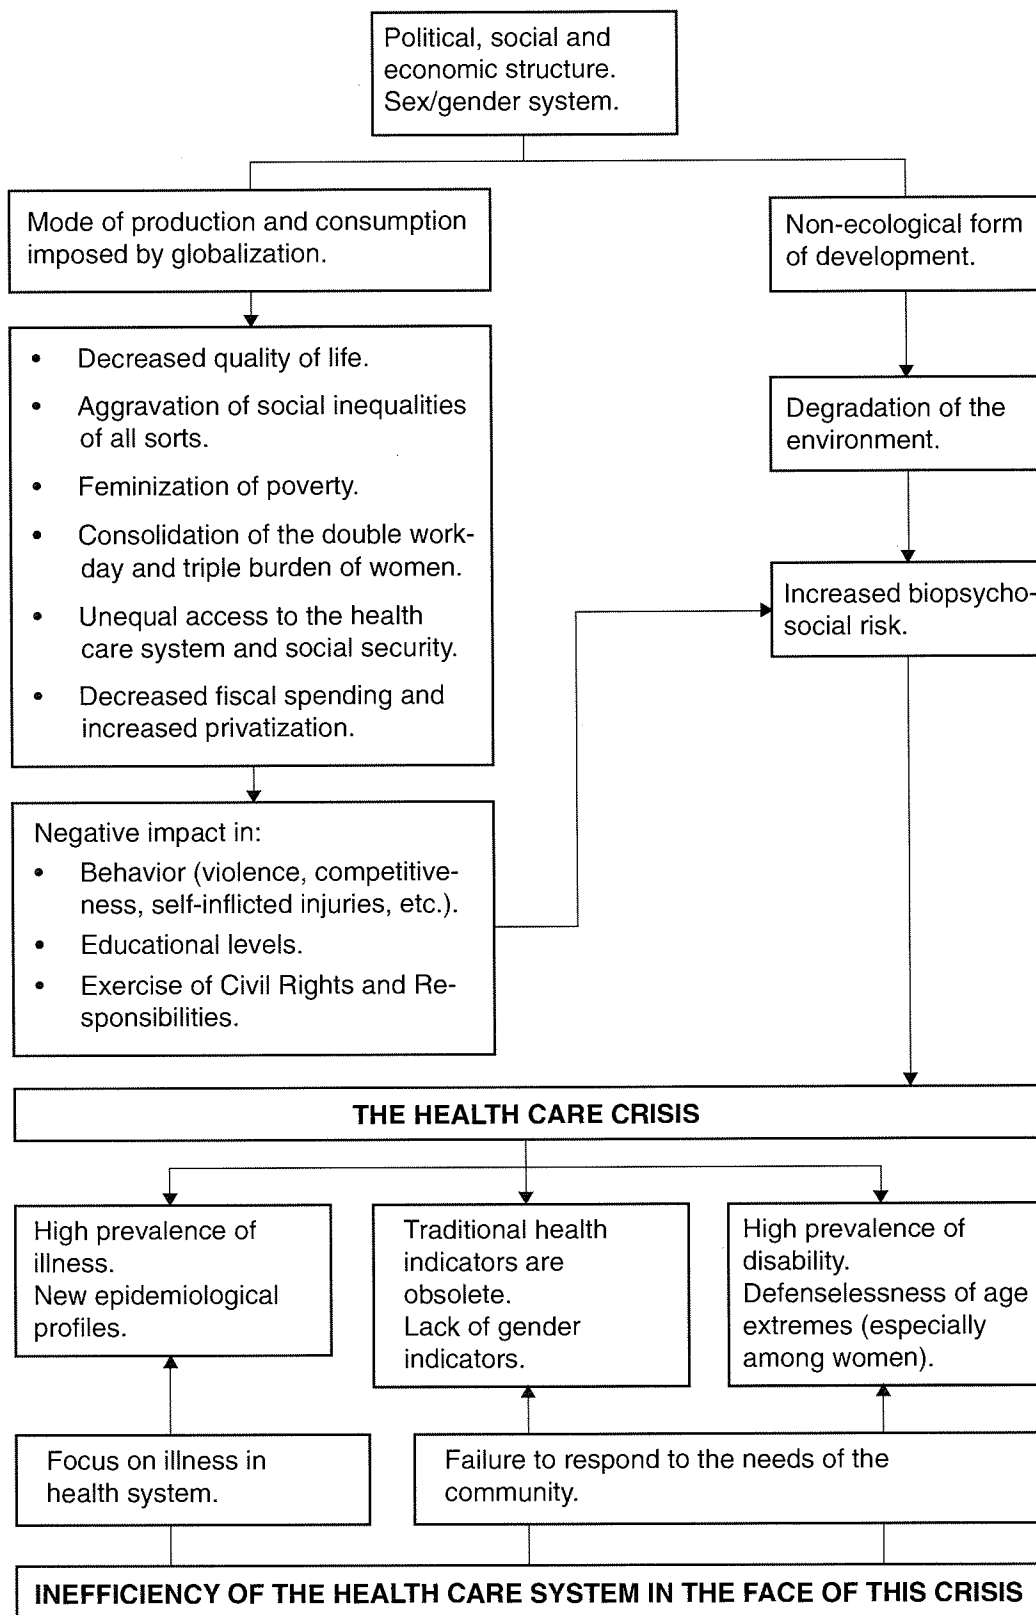 Political, social and
economic structure.
Sex/gender system.
Mode of production and consumption
imposed by globalization.
Non-ecological form
of development.
• Decreased quality of life.
• Aggravation of social inequalities
of all sorts.
• Feminization of poverty.
• Consolidation of the double work-
day and triple burden of women.
• Unequal access to the health
care system and social security.
• Decreased fiscal spending and
increased privatization.
Degradation of the
environment.
Increased biopsycho-
social risk.
Negative impact in:
• Behavior (violence, competitive-
ness, self-inflicted injuries, etc.).
• Educational levels.
• Exercise of Civil Rights and Re-
sponsibilities.
THE HEALTH CARE CRISIS
High prevalence of
illness.
New epidemiological
profiles.
Traditional health
indicators are
obsolete.
Lack of gender
indicators.
High prevalence of
disability.
Defenselessness of age
extremes (especially
among women).
Focus on illness in
health system.
Failure to respond to the needs of the
community.
INEFFICIENCY OF THE HEALTH CARE SYSTEM IN THE FACE OF THIS CRISIS